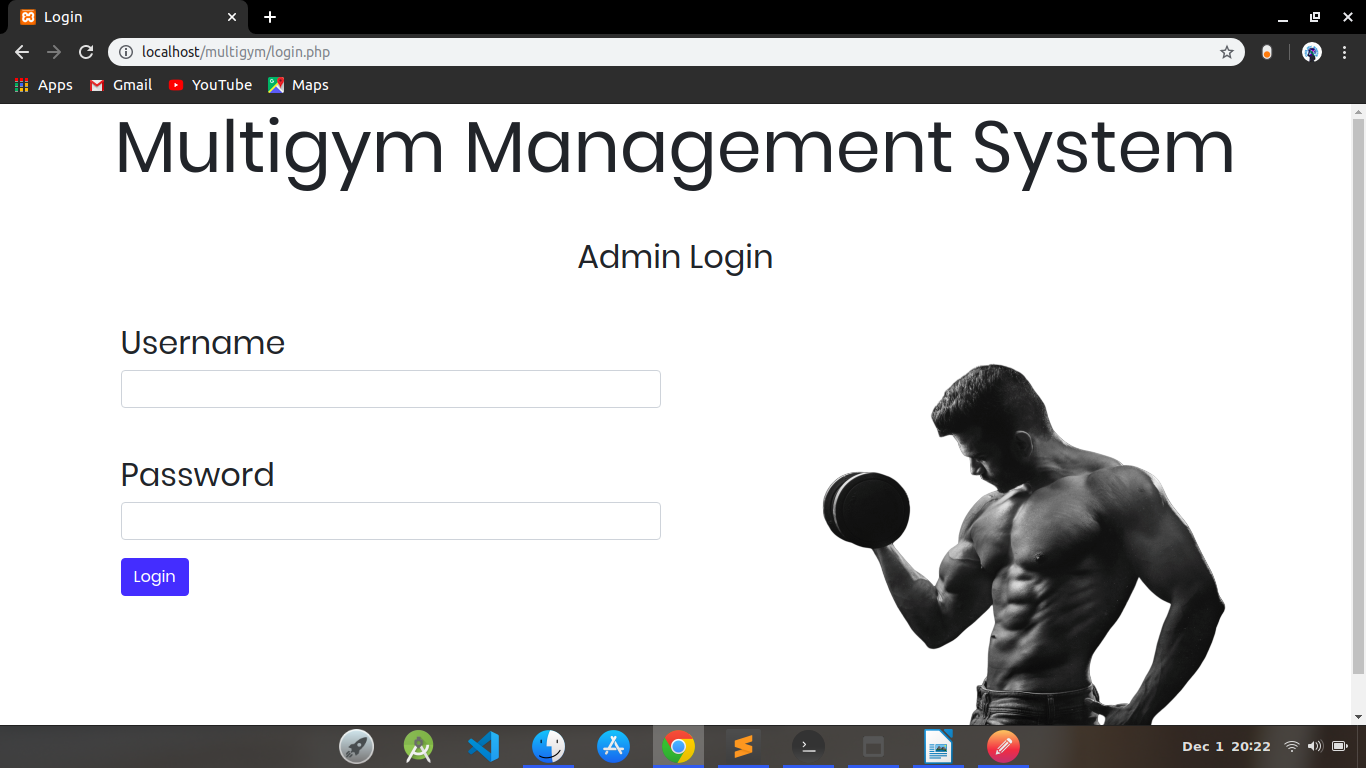 Login
localhost/multigym/login.php
Apps Gmail YouTube Maps
Multigym Management System
Admin Login
Username
Password
Login
Dec 1 20:22